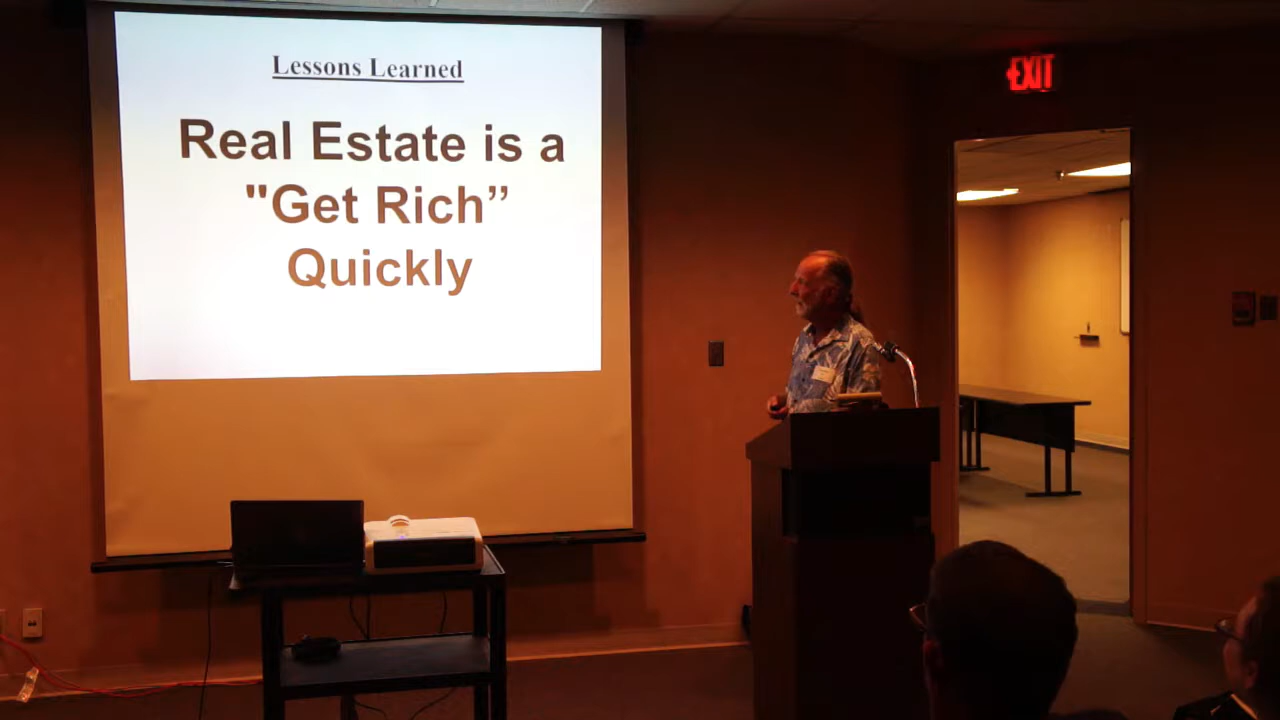 Lessons Learned
Real Estate is a
"Get Rich”
Quickly
EXIT